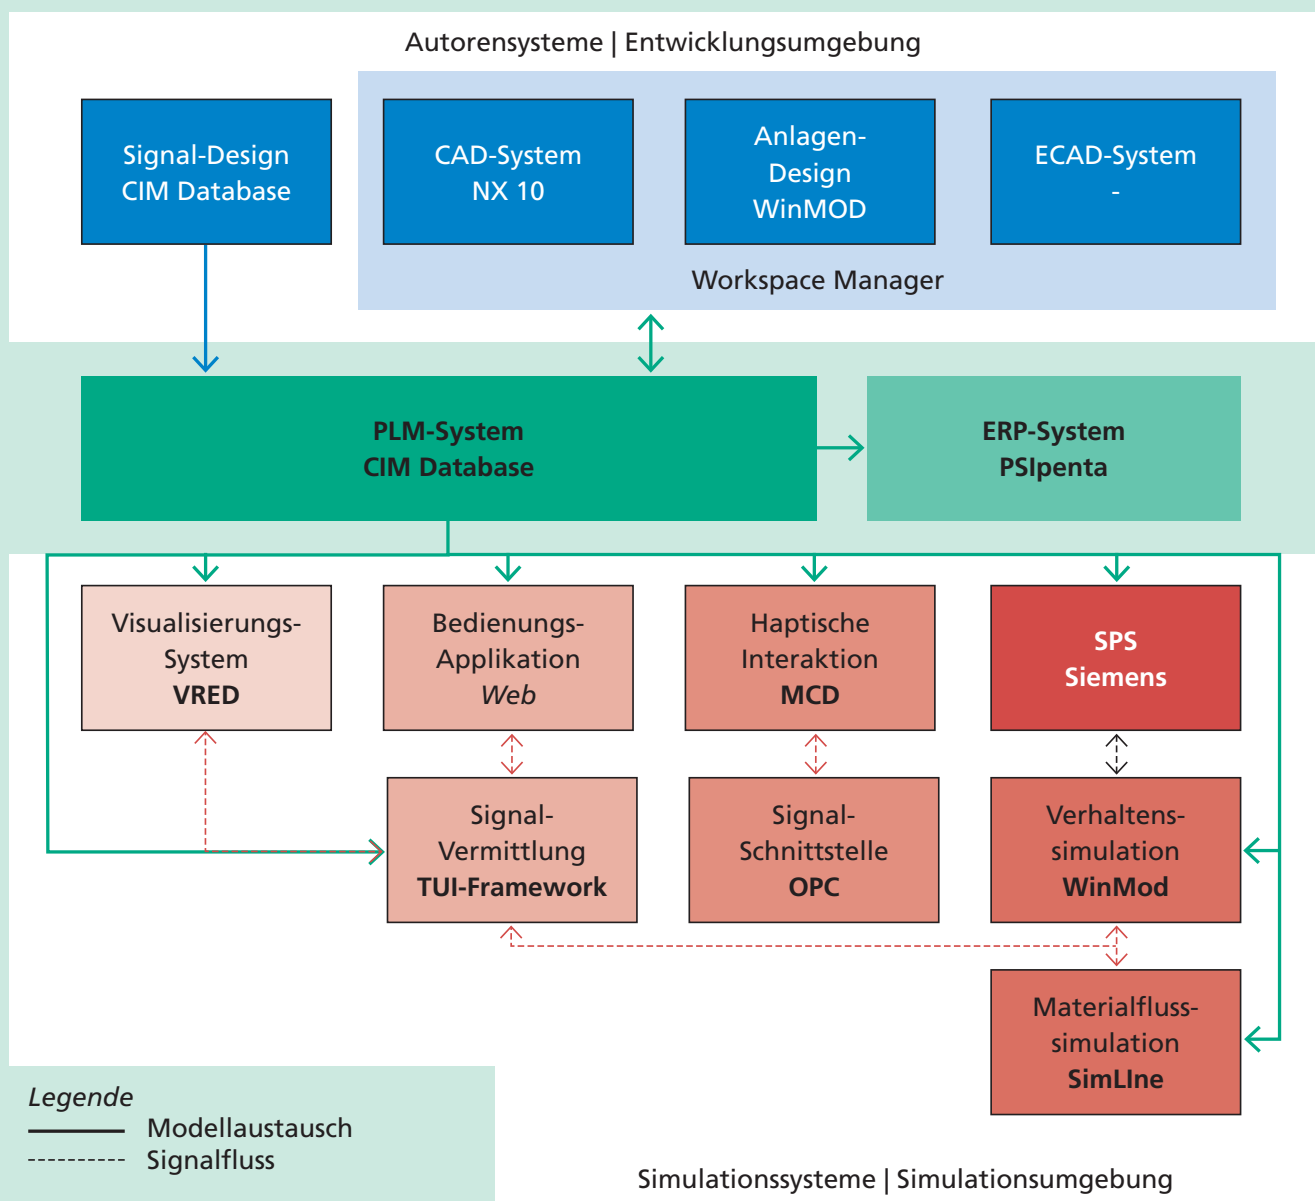 Autorensysteme | Entwicklungsumgebung
Signal-Design
CIM Database
CAD-System
NX 10
Anlagen-
Design
WinMOD
ECAD-System
-
Workspace Manager
PLM-System
CIM Database
ERP-System
PSIpenta
Visualisierungs-
System
VRED
Bedienungs-
Applikation
Web
Haptische
Interaktion
MCD
SPS
Siemens
Signal-
Vermittlung
TUI-Framework
Signal-
Schnittstelle
OPC
Verhaltens-
simulation
WinMod
Materialfluss-
simulation
SimLIne
Legende
Modellaustausch
Signalfluss
Simulationssysteme | Simulationsumgebung